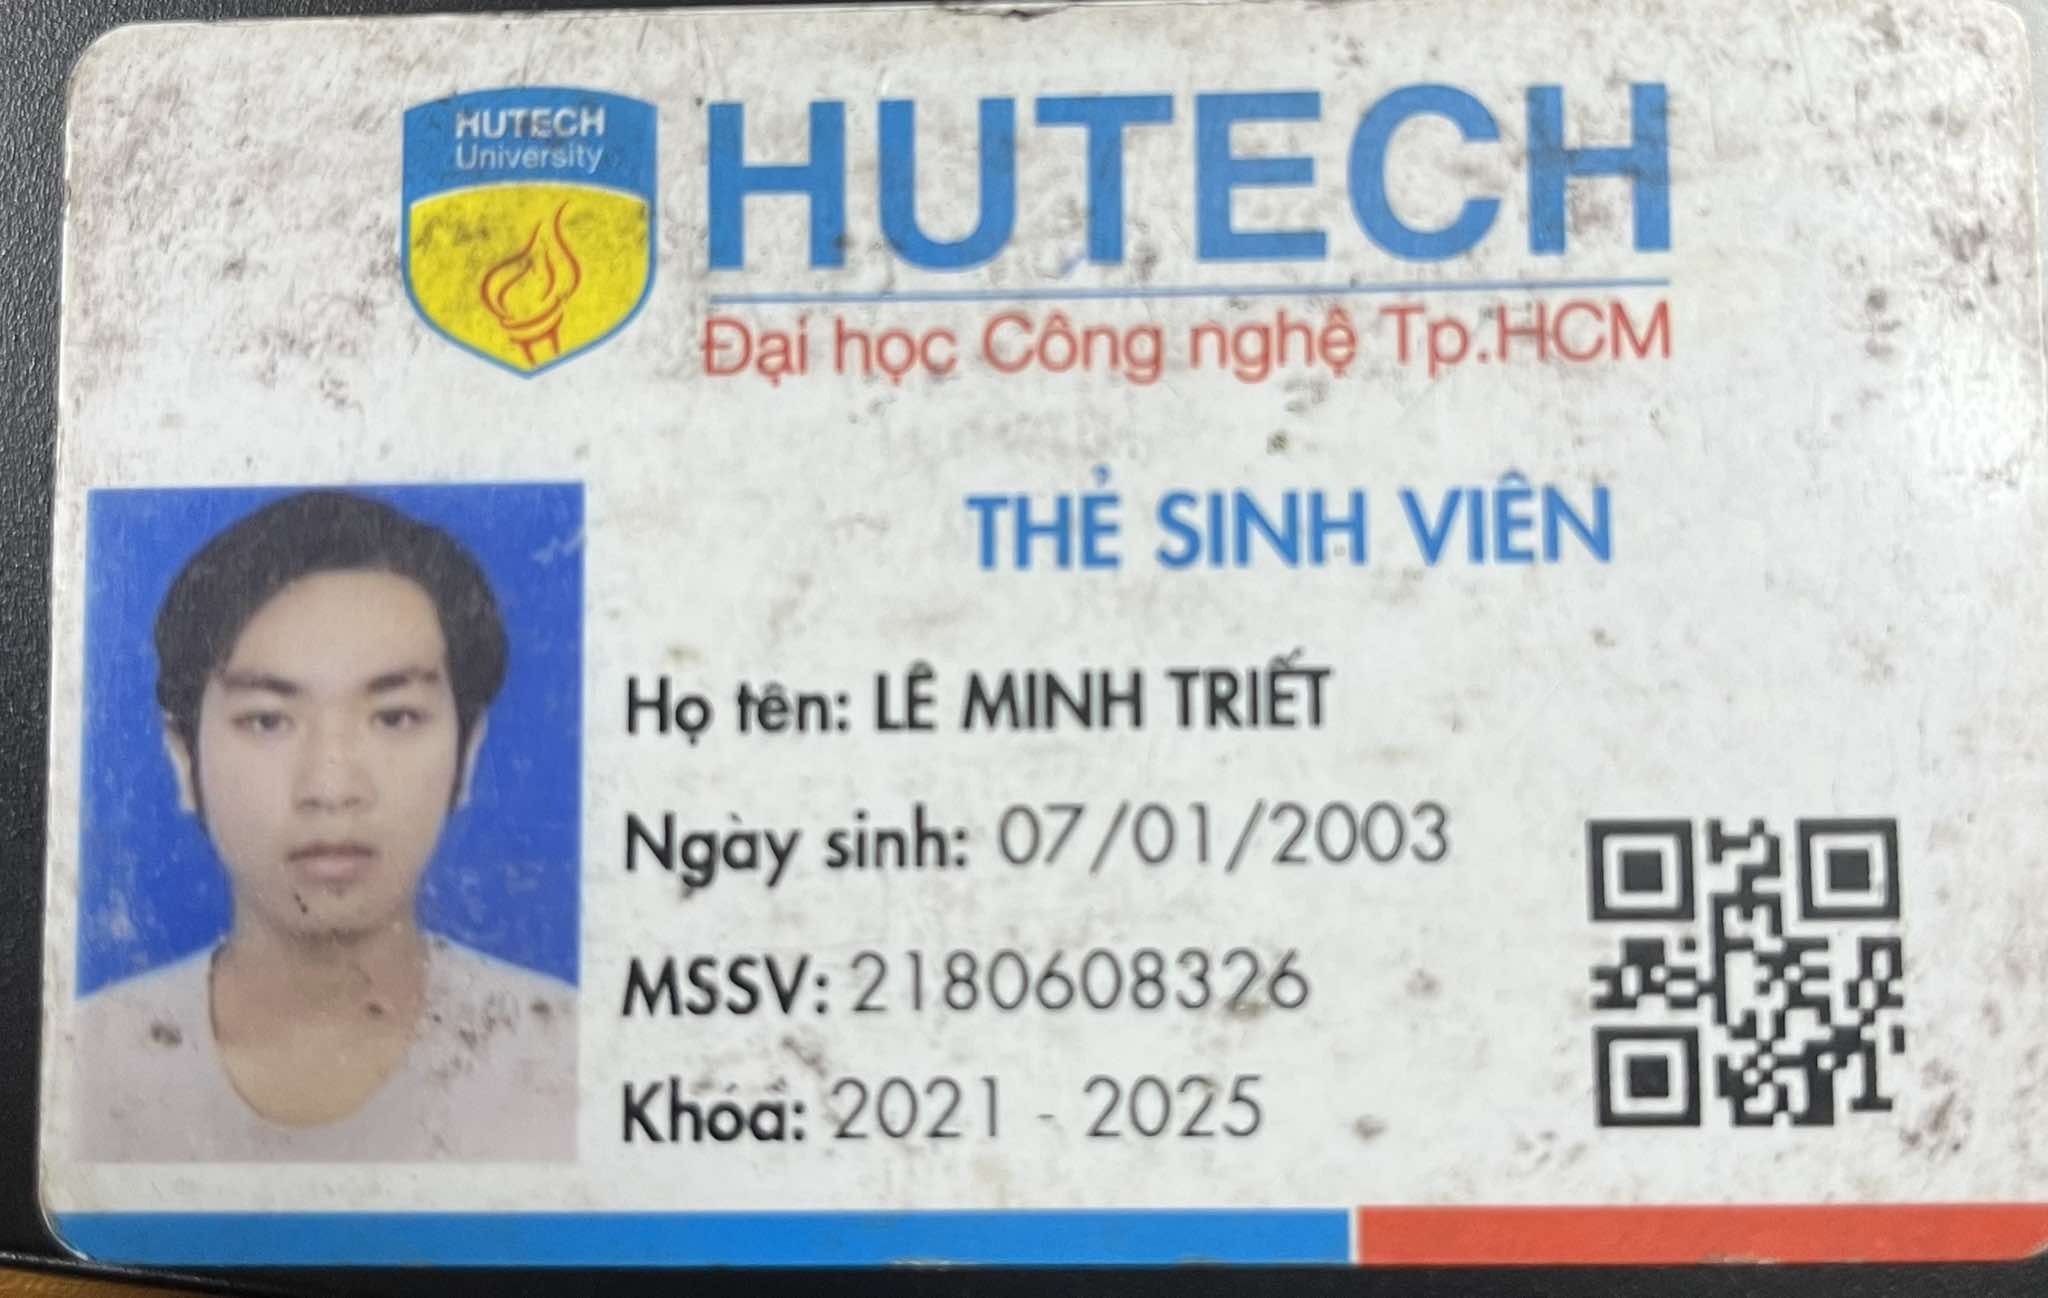 HUTECH
University
HUTECH
Đại học Công nghệ Tp.HCM
THẺ SINH VIÊN
Họ tên: LÊ MINH TRIẾT
Ngày sinh: 07/01/2003
MSSV: 2180608326
Khóa: 2021 - 2025